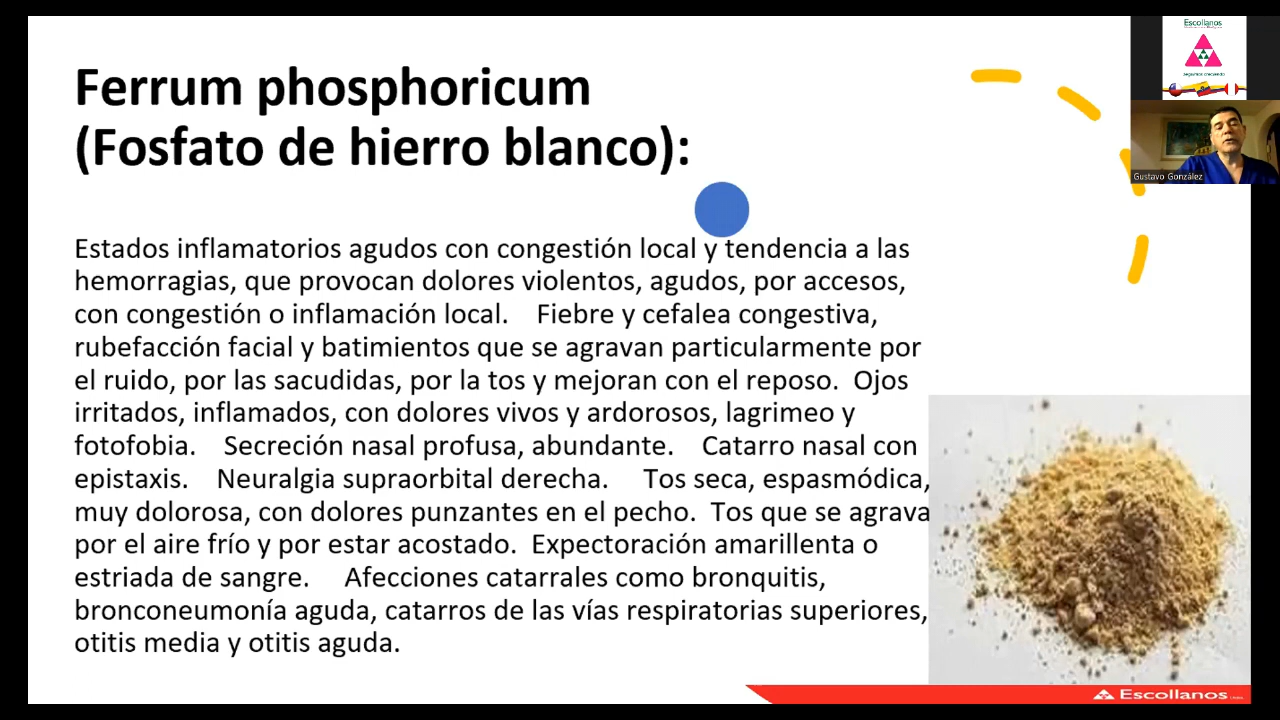 Ferrum phosphoricum
(Fosfato de hierro blanco):
Estados inflamatorios agudos con congestión local y tendencia a las
hemorragias, que provocan dolores violentos, agudos, por accesos,
con congestión o inflamación local. Fiebre y cefalea congestiva,
rubefacción facial y batimientos que se agravan particularmente por
el ruido, por las sacudidas, por la tos y mejoran con el reposo. Ojos
irritados, inflamados, con dolores vivos y ardorosos, lagrimeo y
fotofobia. Secreción nasal profusa, abundante. Catarro nasal con
epistaxis. Neuralgia supraorbital derecha. Tos seca, espasmódica,
muy dolorosa, con dolores punzantes en el pecho. Tos que se agrava
por el aire frío y por estar acostado. Expectoración amarillenta o
estriada de sangre. Afecciones catarrales como bronquitis,
bronconeumonía aguda, catarros de las vías respiratorias superiores,
otitis media y otitis aguda.
Escollanos
Gustavo González
Escollanos